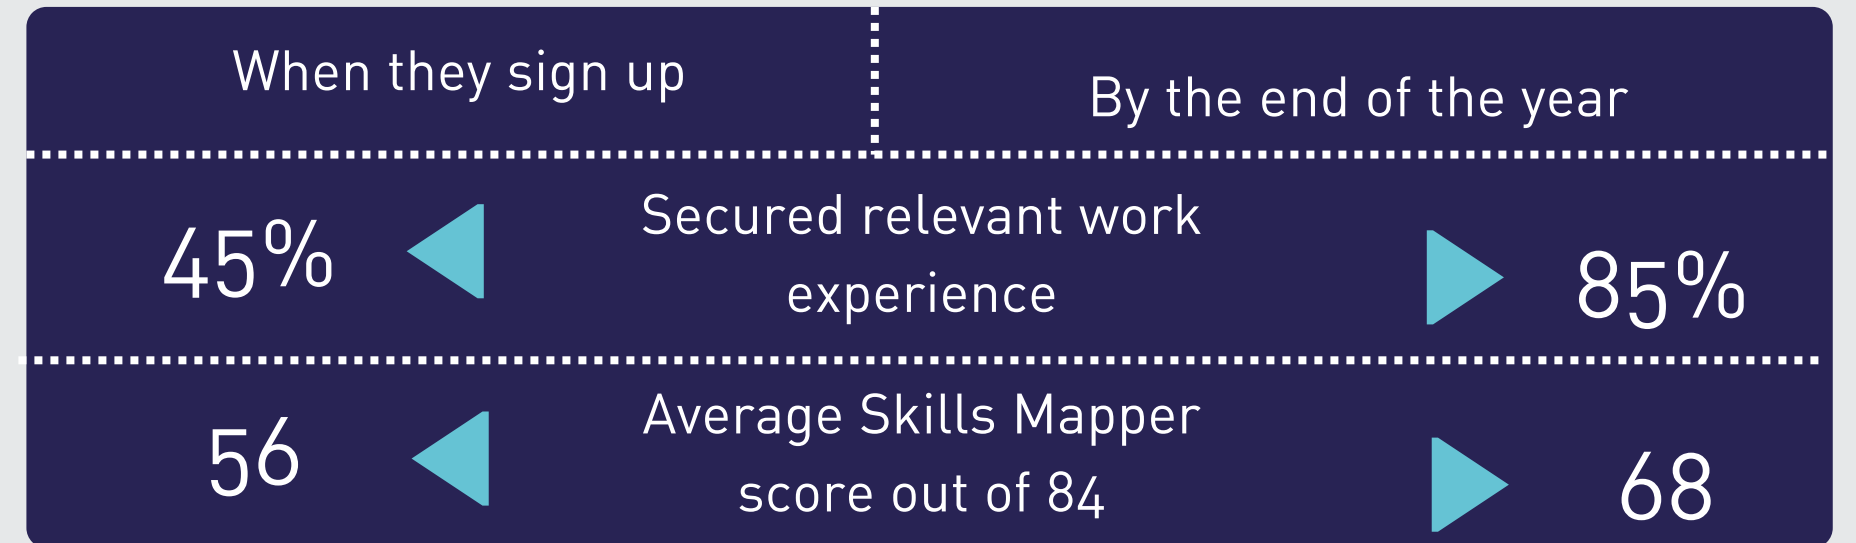 When they sign up
By the end of the year
45%
Secured relevant work
experience
85%
56
Average Skills Mapper
score out of 84
68